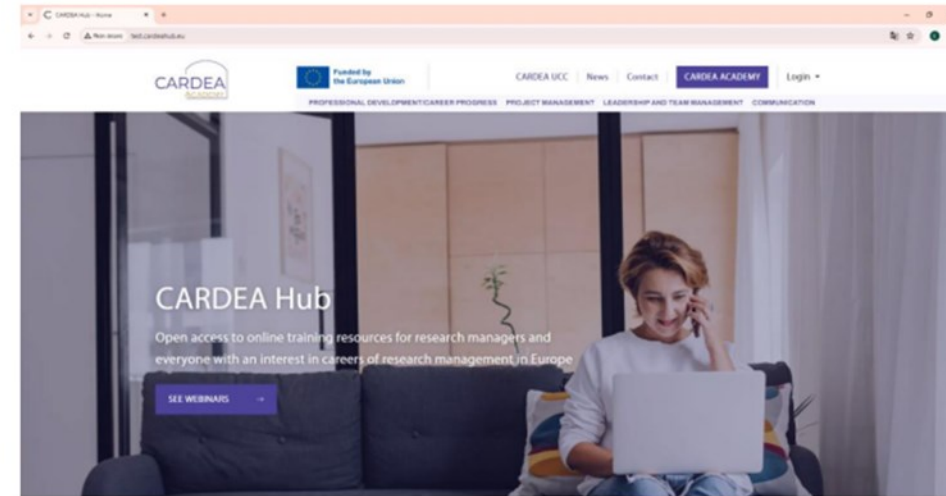 CARDEA Hub - Home
Non sicuro test.cardeahub.eu
CARDEA
ACADEMY
Funded by
the European Union
CARDEA UCC News Contact CARDEA ACADEMY Login
PROFESSIONAL DEVELOPMENT/CAREER PROGRESS PROJECT MANAGEMENT LEADERSHIP AND TEAM MANAGEMENT COMMUNICATION
CARDEA Hub
Open access to online training resources for research managers and
everyone with an interest in careers of research management in Europe
SEE WEBINARS →